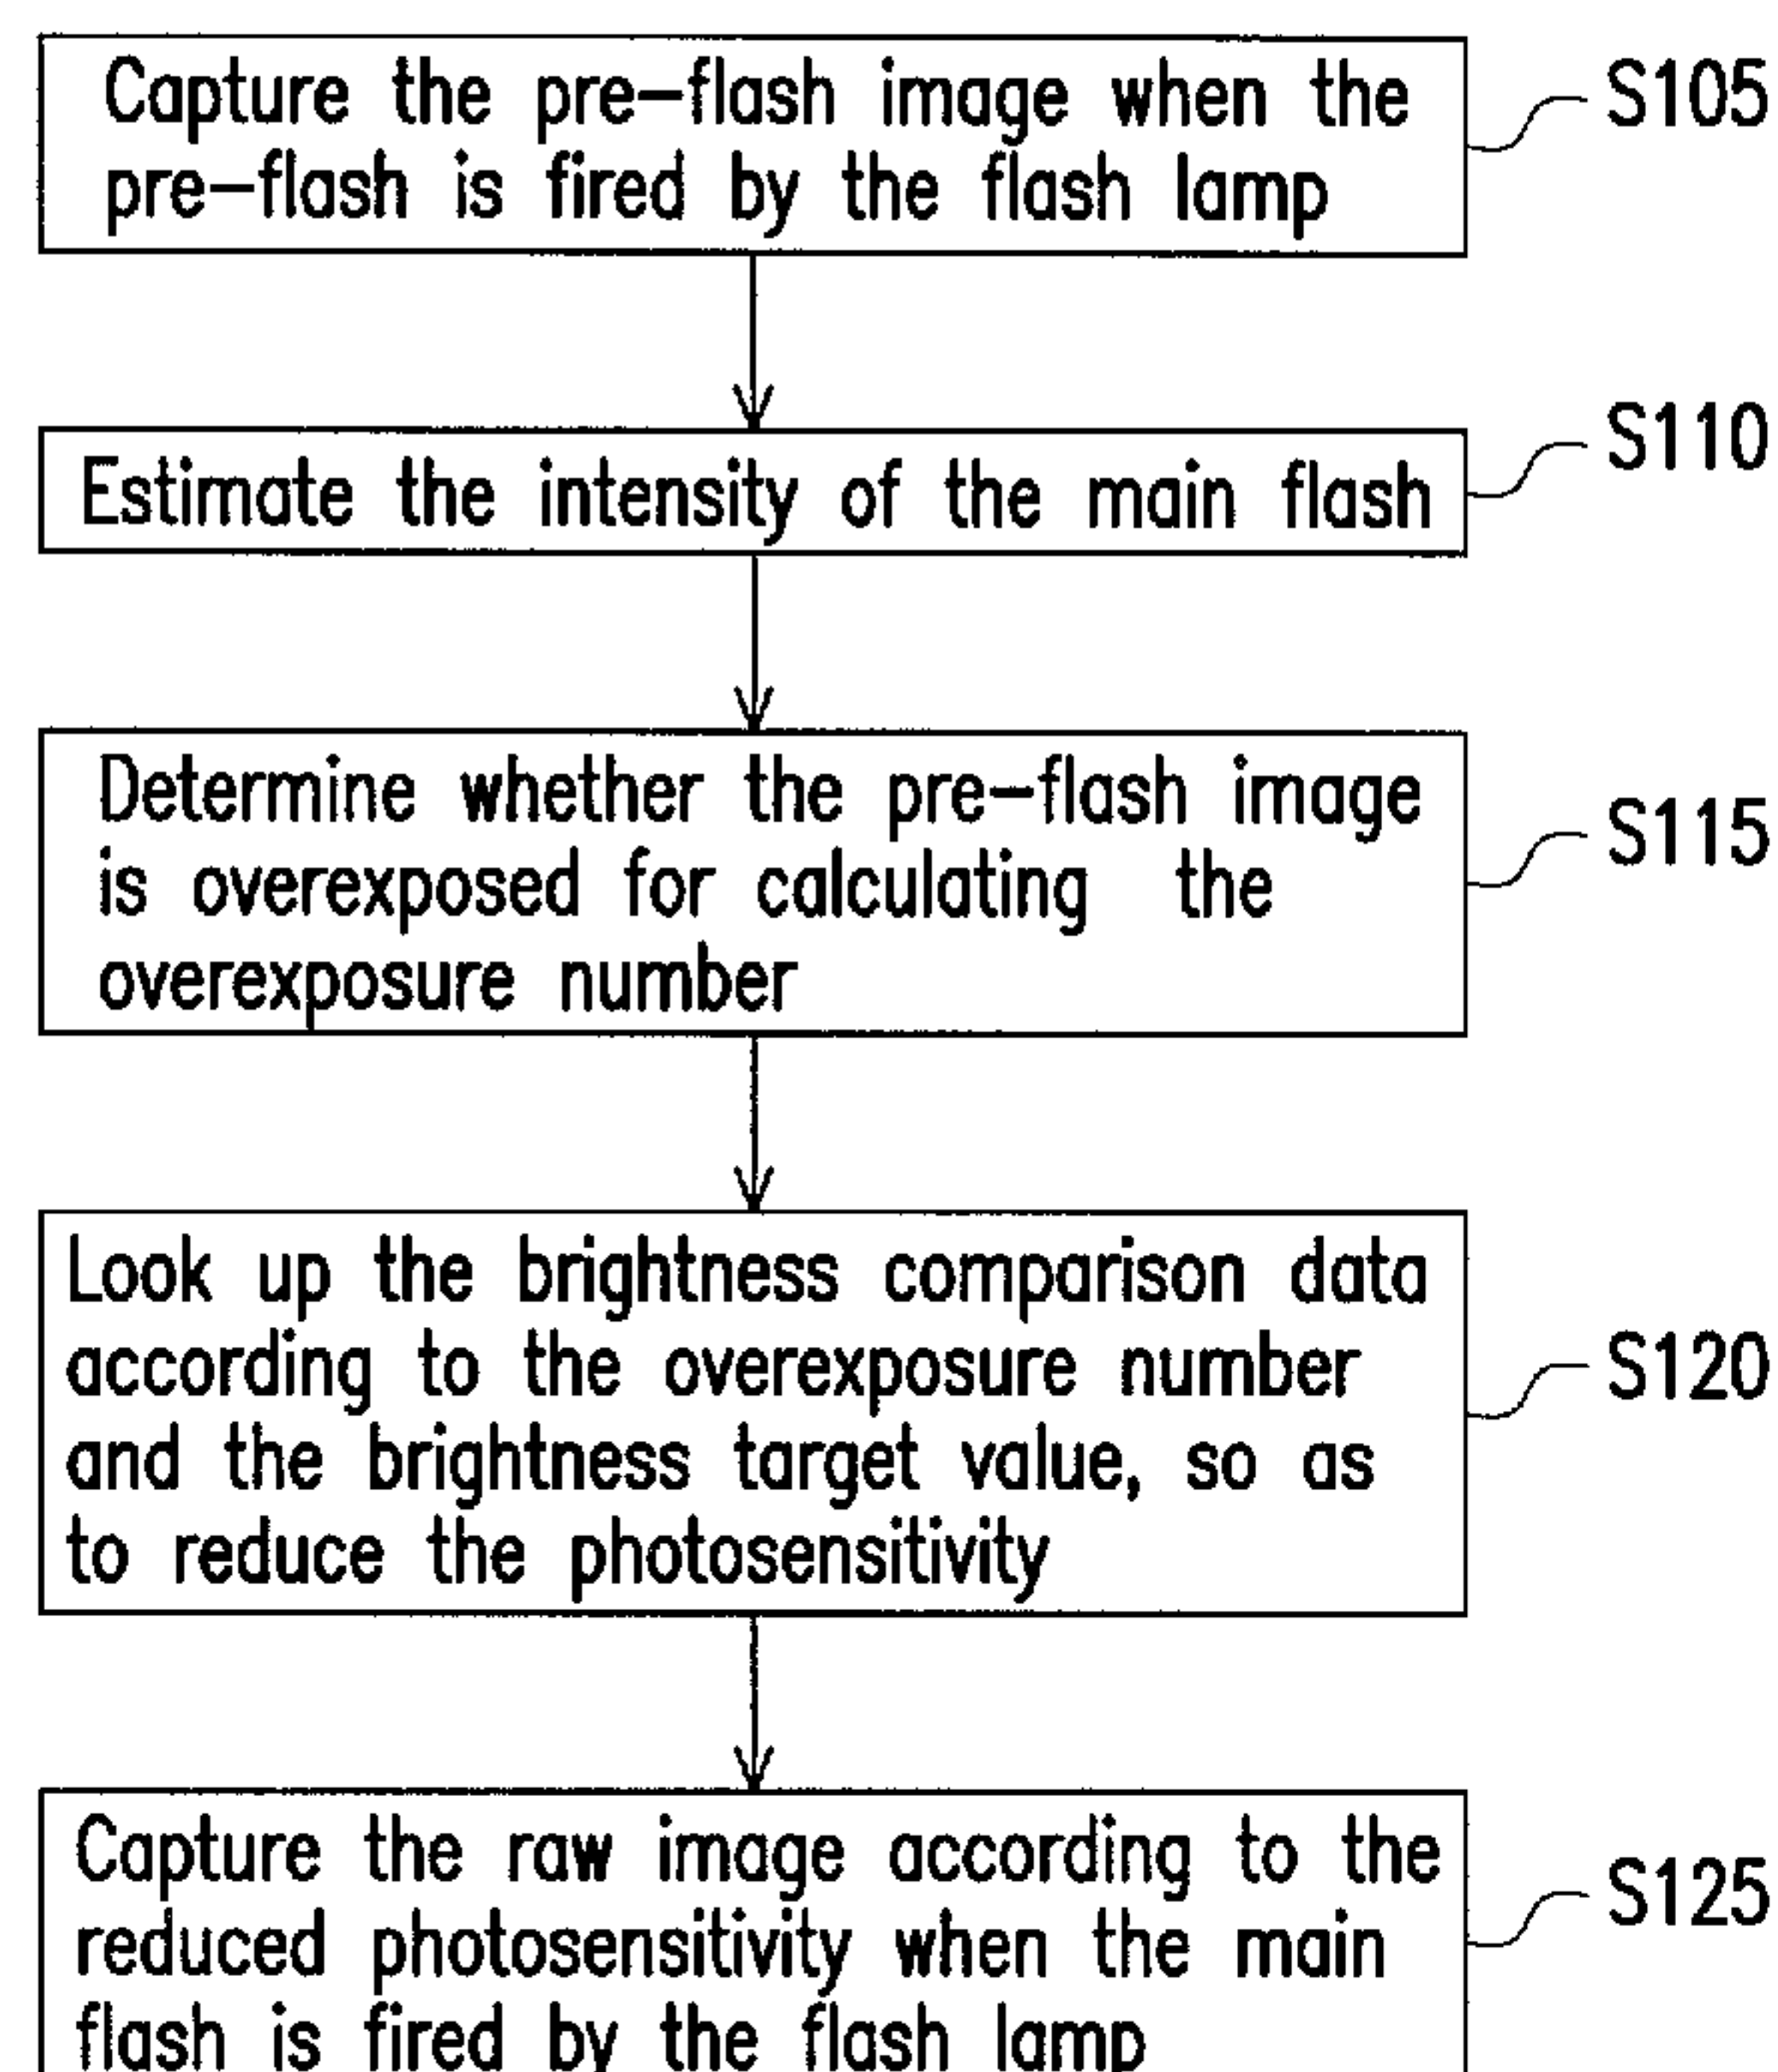 Capture the pre-flash image when the
pre-flash is fired by the flash lamp
S105
Estimate the intensity of the main flash
S110
Determine whether the pre-flash image
is overexposed for calculating the
overexposure number
S115
Look up the brightness comparison data
according to the overexposure number
and the brightness target value, so as
to reduce the photosensitivity
S120
Capture the raw image according to the
reduced photosensitivity when the main
flash is fired by the flash lamp
S125